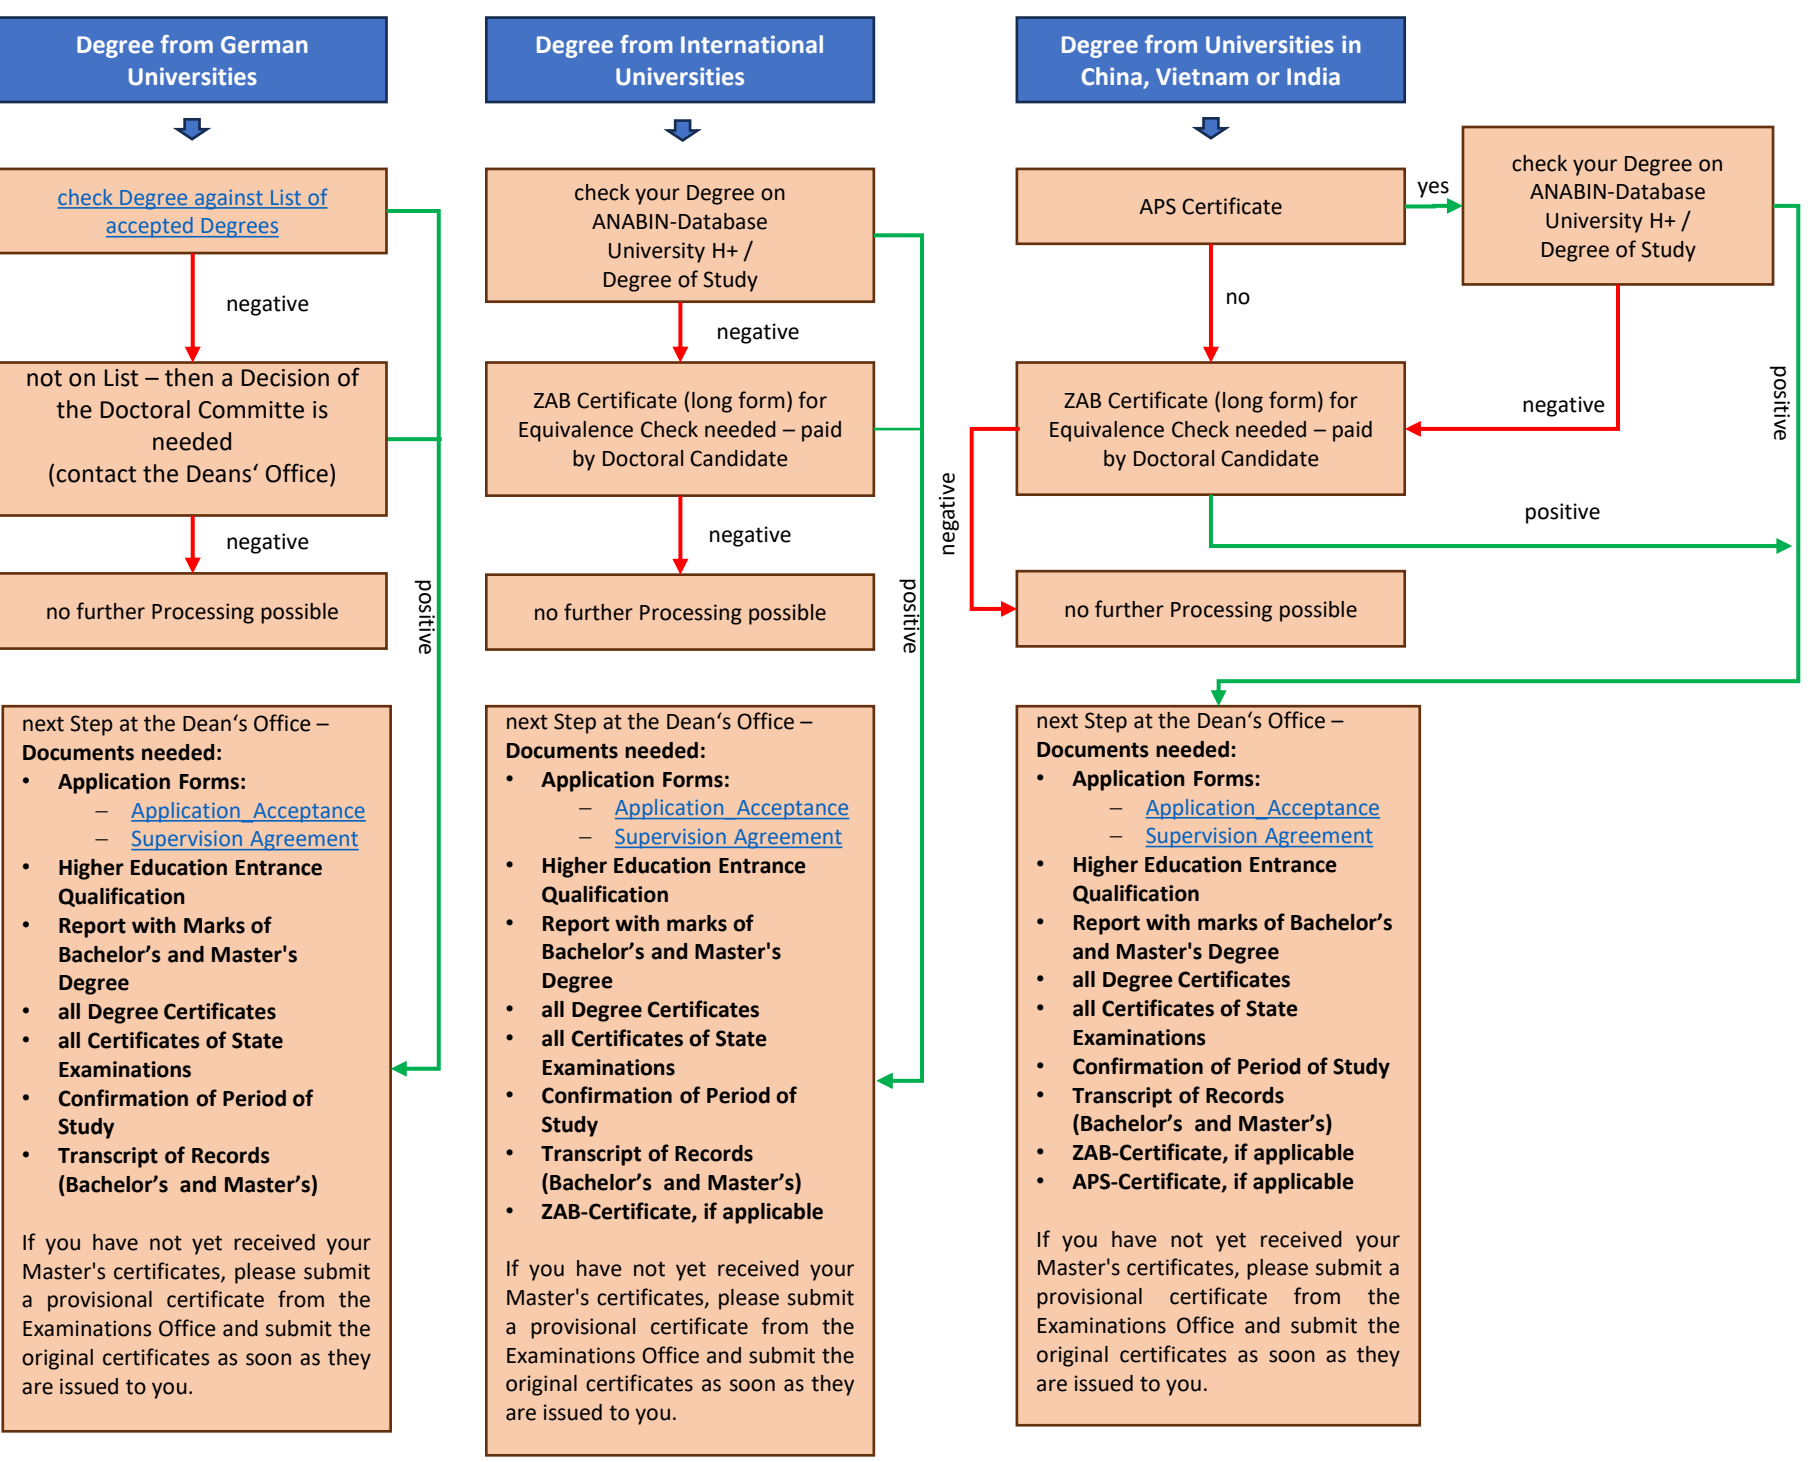 Degree from German
Universities
check Degree against List of
accepted Degrees
negative
not on List – then a Decision of
the Doctoral Committe is
needed
(contact the Deans‘ Office)
negative
no further Processing possible
positive
next Step at the Dean‘s Office –
Documents needed:
• Application Forms:
– Application_Acceptance
– Supervision Agreement
• Higher Education Entrance
Qualification
• Report with Marks of
Bachelor’s and Master's
Degree
• all Degree Certificates
• all Certificates of State
Examinations
• Confirmation of Period of
Study
• Transcript of Records
(Bachelor’s and Master’s)
If you have not yet received your
Master's certificates, please submit
a provisional certificate from the
Examinations Office and submit the
original certificates as soon as they
are issued to you.
Degree from International
Universities
check your Degree on
ANABIN-Database
University H+ /
Degree of Study
negative
ZAB Certificate (long form) for
Equivalence Check needed – paid
by Doctoral Candidate
negative
no further Processing possible
positive
next Step at the Dean‘s Office –
Documents needed:
• Application Forms:
– Application_Acceptance
– Supervision Agreement
• Higher Education Entrance
Qualification
• Report with marks of
Bachelor’s and Master's
Degree
• all Degree Certificates
• all Certificates of State
Examinations
• Confirmation of Period of
Study
• Transcript of Records
(Bachelor’s and Master’s)
• ZAB-Certificate, if applicable
If you have not yet received your
Master's certificates, please submit
a provisional certificate from the
Examinations Office and submit the
original certificates as soon as they
are issued to you.
Degree from Universities in
China, Vietnam or India
APS Certificate
yes
check your Degree on
ANABIN-Database
University H+ /
Degree of Study
no
negative
positive
ZAB Certificate (long form) for
Equivalence Check needed – paid
by Doctoral Candidate
negative
positive
no further Processing possible
next Step at the Dean‘s Office –
Documents needed:
• Application Forms:
– Application_Acceptance
– Supervision Agreement
• Higher Education Entrance
Qualification
• Report with marks of Bachelor’s
and Master's Degree
• all Degree Certificates
• all Certificates of State
Examinations
• Confirmation of Period of Study
• Transcript of Records
(Bachelor’s and Master’s)
• ZAB-Certificate, if applicable
• APS-Certificate, if applicable
If you have not yet received your
Master's certificates, please submit a
provisional certificate from the
Examinations Office and submit the
original certificates as soon as they
are issued to you.